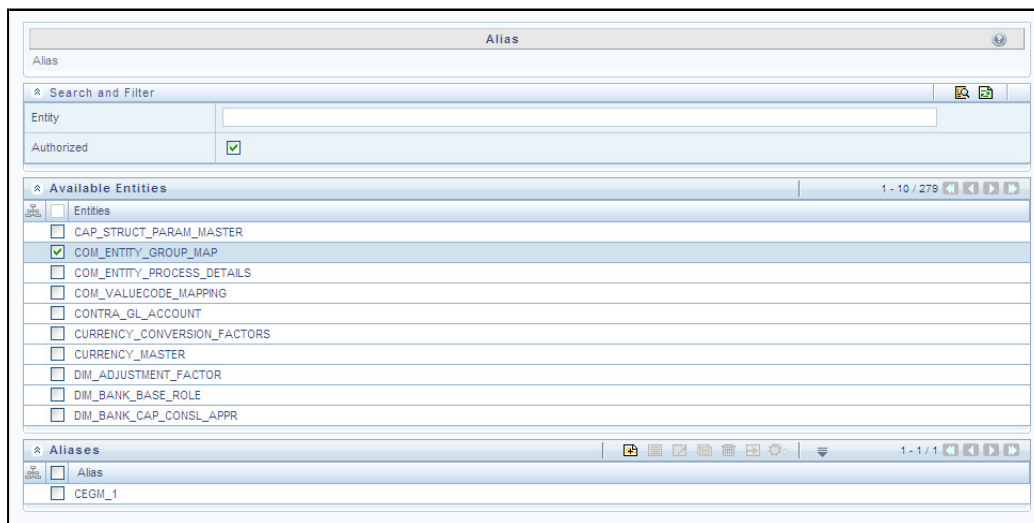 Alias
Alias
Search and Filter
Entity
Authorized
Available Entities 1 - 10 / 279
Entities
CAP_STRUCT_PARAM_MASTER
COM_ENTITY_GROUP_MAP
COM_ENTITY_PROCESS_DETAILS
COM_VALUECODE_MAPPING
CONTRA_GL_ACCOUNT
CURRENCY_CONVERSION_FACTORS
CURRENCY_MASTER
DIM_ADJUSTMENT_FACTOR
DIM_BANK_BASE_ROLE
DIM_BANK_CAP_CONSL_APPR
Aliases 1 - 1 / 1
Alias
CEGM_1